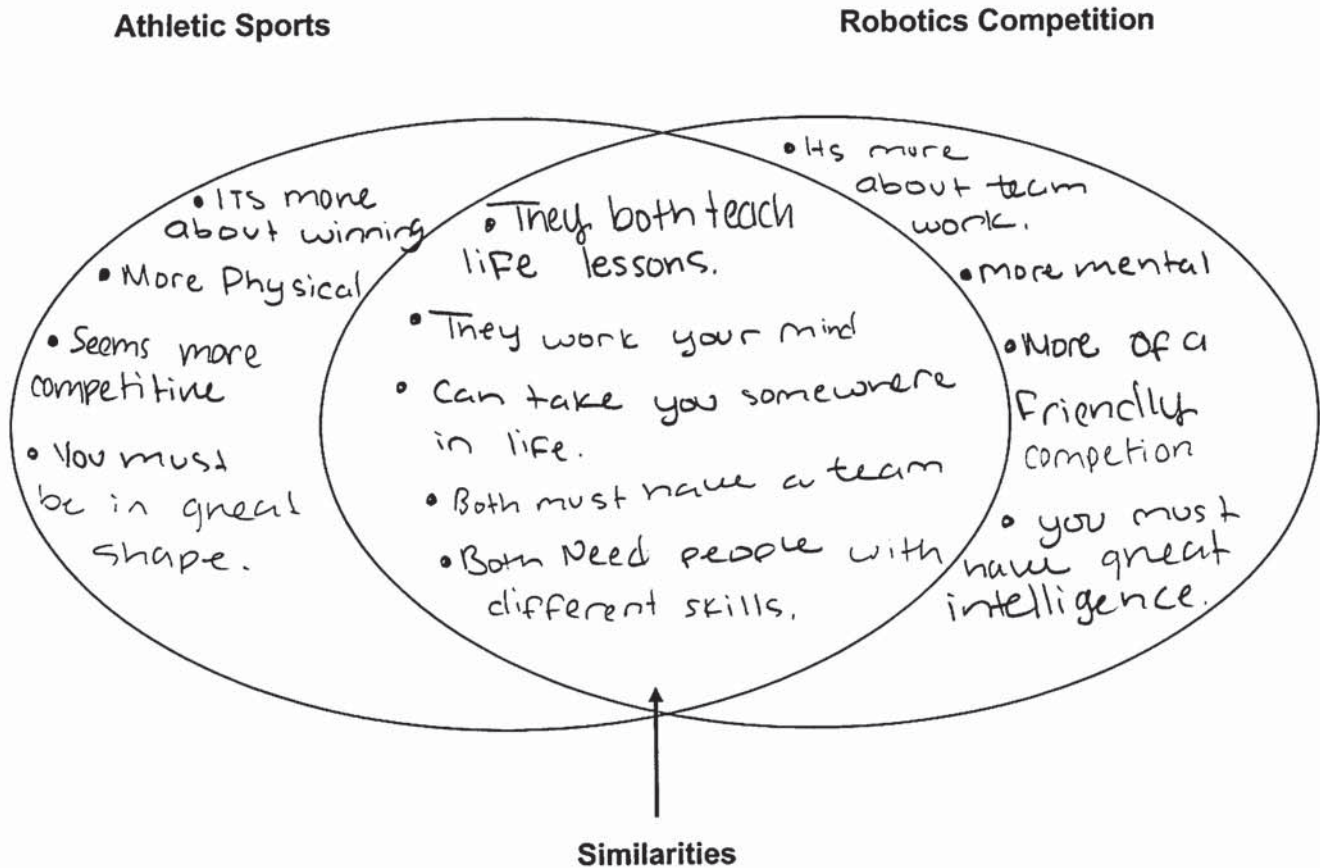 Athletic Sports
Robotics Competition
• ITs more
about winning
• More Physical
• Seems more
competitive
• You must
be in great
shape.
• They both teach
life lessons.
• They work your mind
• Can take you somewhere
in life.
• Both must have a team
• Both Need people with
different skills.
• Its more
about team
work.
• more mental
• More of a
Friendly
competion
• you must
have great
intelligence.
Similarities